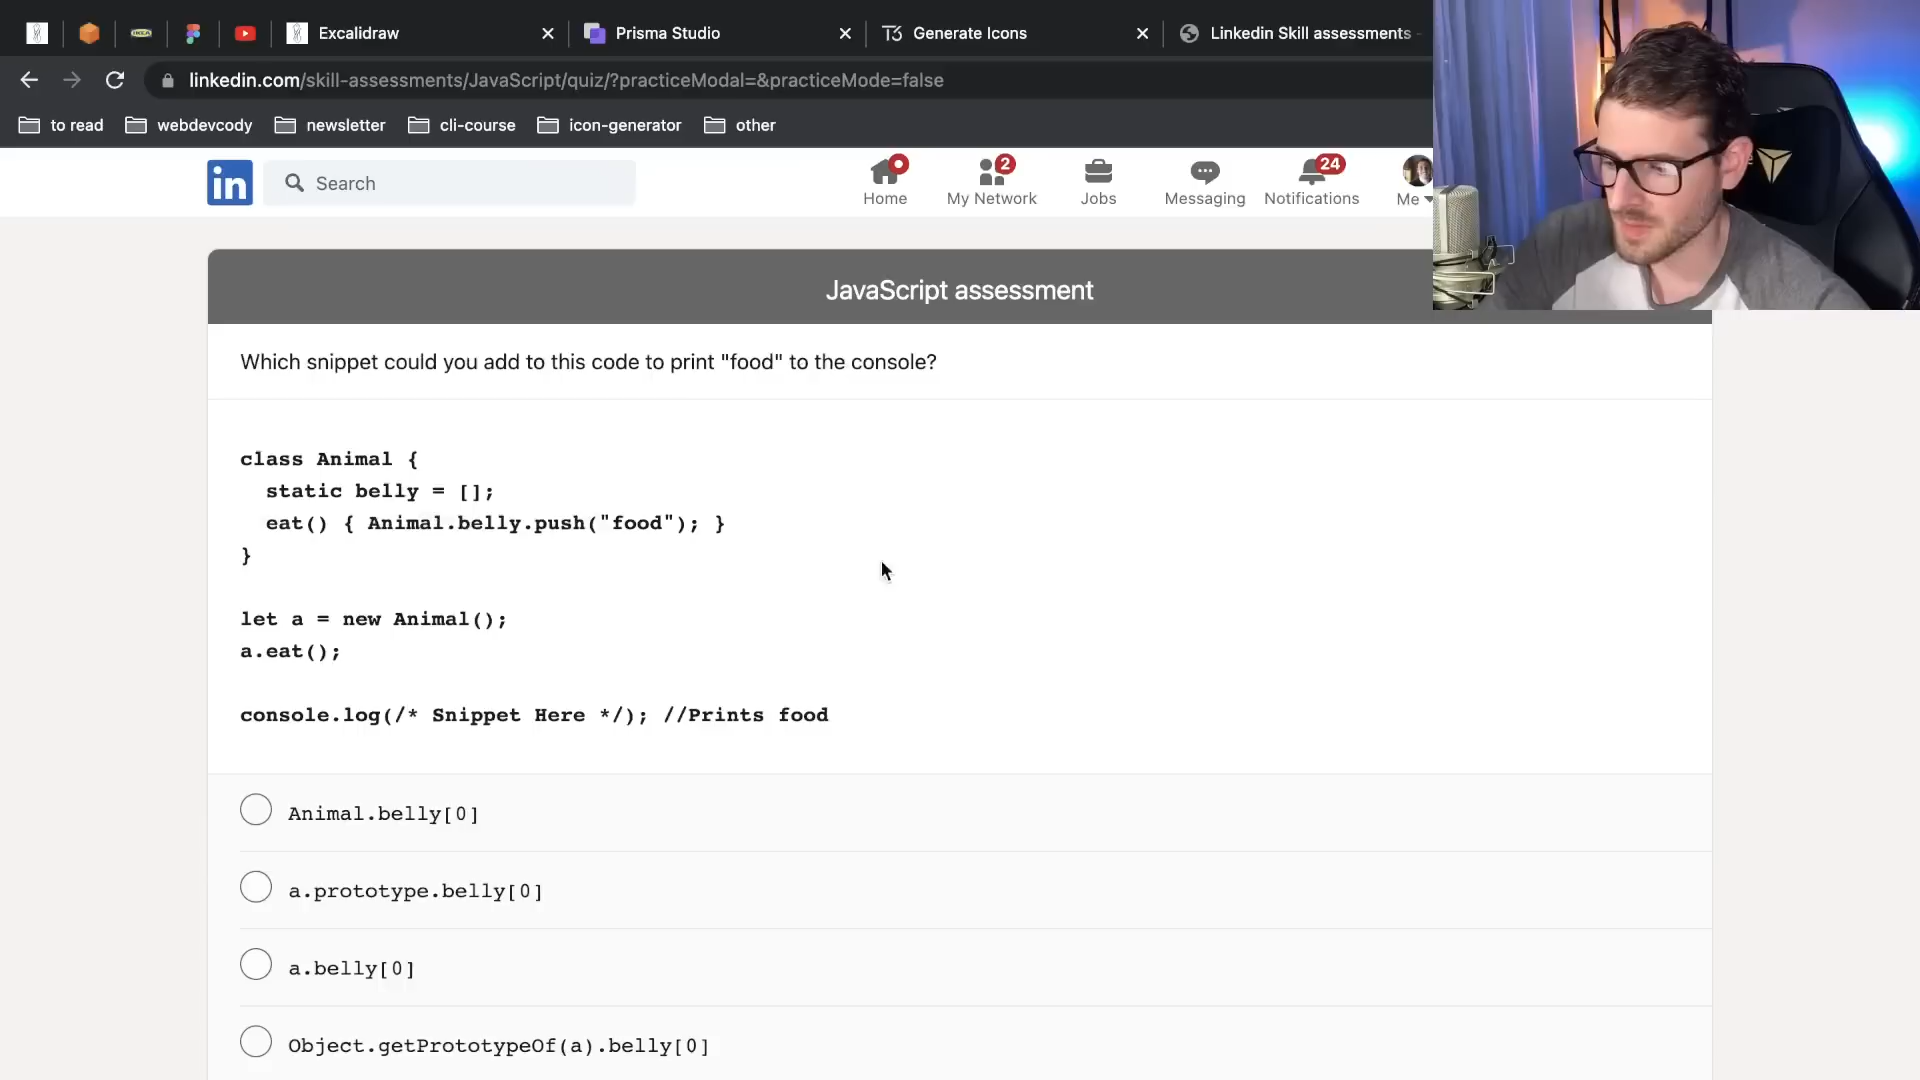 IKEA
Excalidraw
Prisma Studio
T3 Generate Icons
Linkedin Skill assessments -
linkedin.com/skill-assessments/JavaScript/quiz/?practiceModal=&practiceMode=false
to read
webdevcody
newsletter
cli-course
icon-generator
other
in
Search
2
24
Home
My Network
Jobs
Messaging
Notifications
Me
JavaScript assessment
Which snippet could you add to this code to print "food" to the console?
class Animal {
static belly = [];
eat() { Animal.belly.push("food"); }
}
let a = new Animal();
a.eat();
console.log(/* Snippet Here */); //Prints food
Animal.belly[0]
a.prototype.belly[0]
a.belly[0]
Object.getPrototypeOf(a).belly[0]